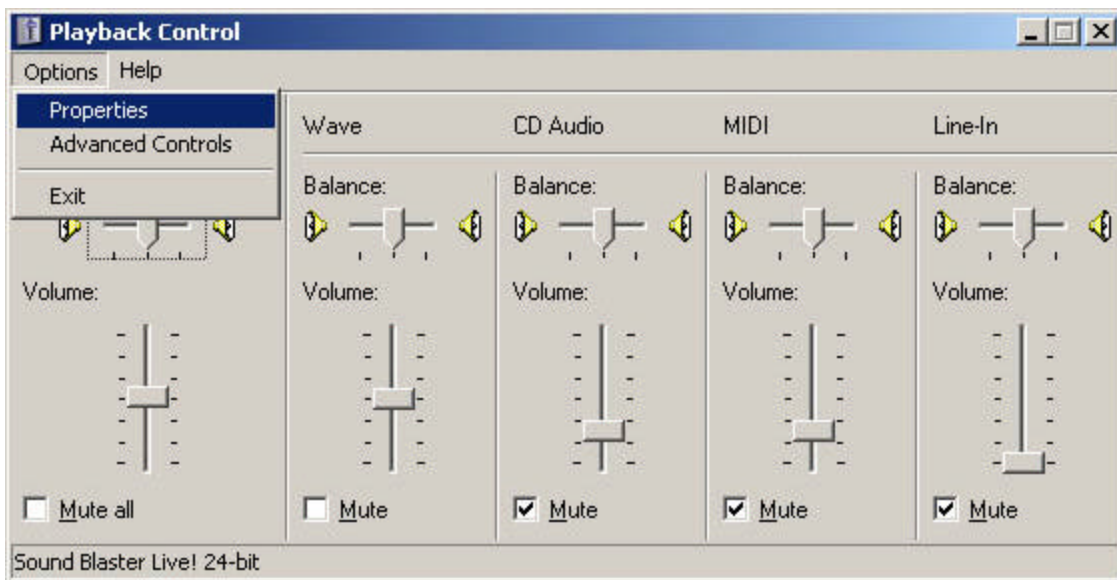 Playback Control
Options Help
Properties
Advanced Controls
Exit
Wave CD Audio MIDI Line-In
Balance: Balance: Balance: Balance:
Volume: Volume: Volume: Volume: Volume:
Mute all Mute Mute Mute Mute
Sound Blaster Live! 24-bit